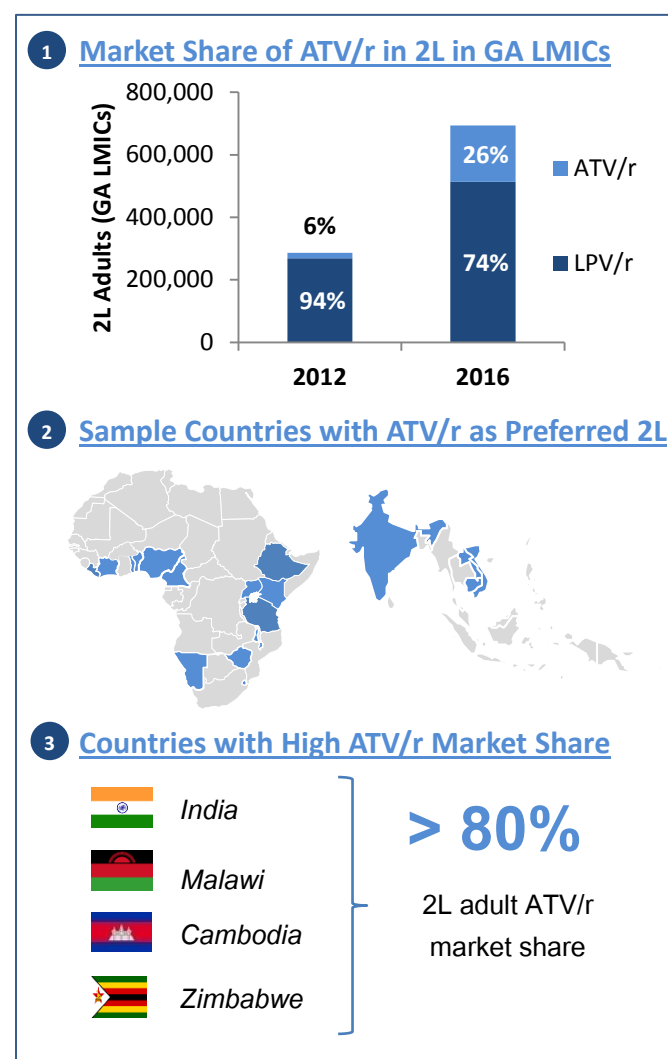 1 Market Share of ATV/r in 2L in GA LMICs
800,000
600,000
400,000
200,000
0
2L Adults (GA LMICs)
6%
94%
26%
74%
2012
2016
ATV/r
LPV/r
2 Sample Countries with ATV/r as Preferred 2L
3 Countries with High ATV/r Market Share
India
Malawi
Cambodia
Zimbabwe
> 80%
2L adult ATV/r
market share